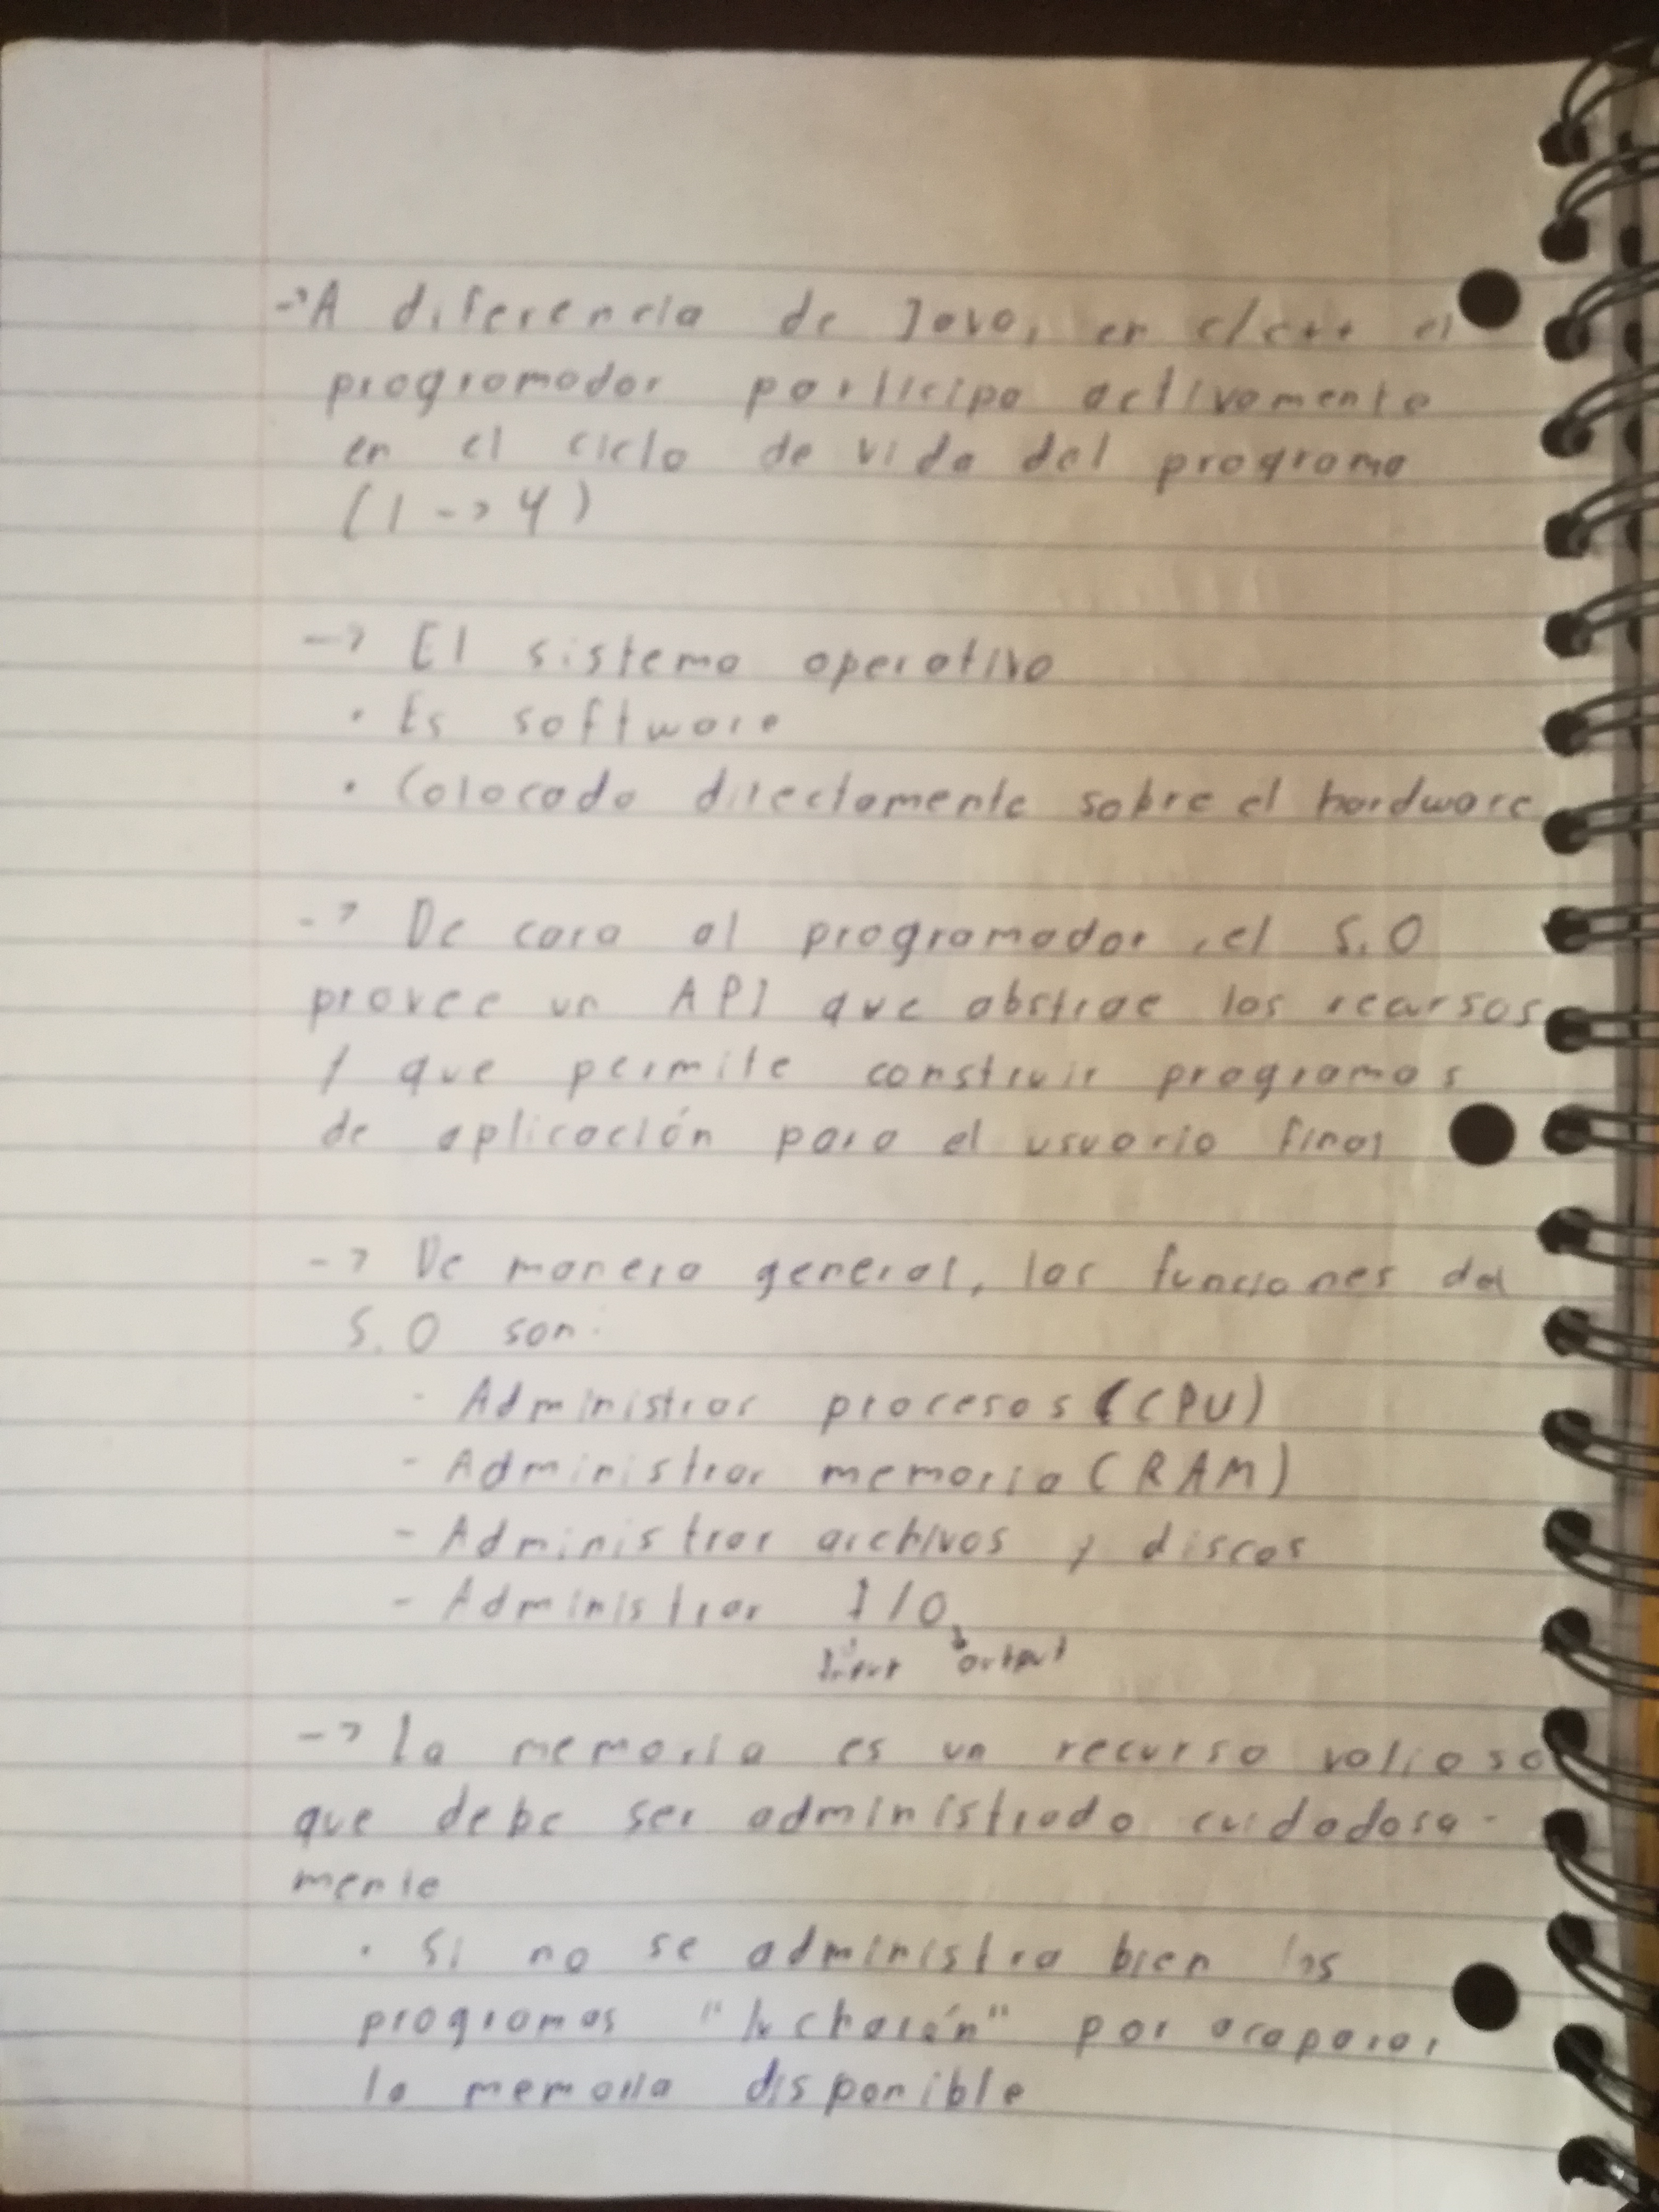 -> A diferencia de Java, en c/c++ el
programador participa activamente
en el ciclo de vida del programa
(1 -> 4)
-> El sistema operativo
• Es software
• Colocado directamente sobre el hardware
-> De cara al programador, el S.O
provee un API que abstrae los recursos
y que permite construir programas
de aplicación para el usuario final
-> De manera general, las funciones del
S.O son:
- Administrar procesos (CPU)
- Administrar memoria (RAM)
- Administrar archivos y discos
- Administrar I/O
Input output
-> La memoria es un recurso valioso
que debe ser administrado cuidadosa-
mente
• Si no se administra bien los
programas "lucharán" por acaparar
la memoria disponible